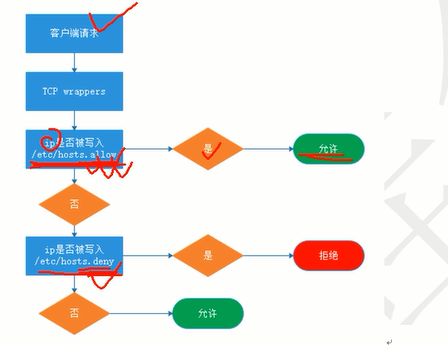 客户端请求
TCP wrappers
ip是否被写入
/etc/hosts.allow
是
允许
否
ip是否被写入
/etc/hosts.deny
是
拒绝
否
允许